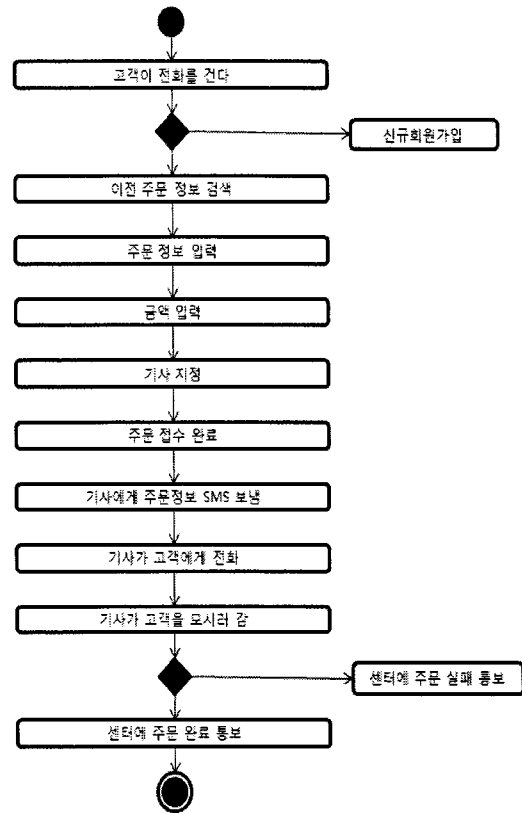 고객이 전화를 건다
신규회원가입
이전 주문 정보 검색
주문 정보 입력
금액 입력
기사 지정
주문 접수 완료
기사에게 주문정보 SMS 보냄
기사가 고객에게 전화
기사가 고객을 모시러 감
센터에 주문 실패 통보
센터에 주문 완료 통보